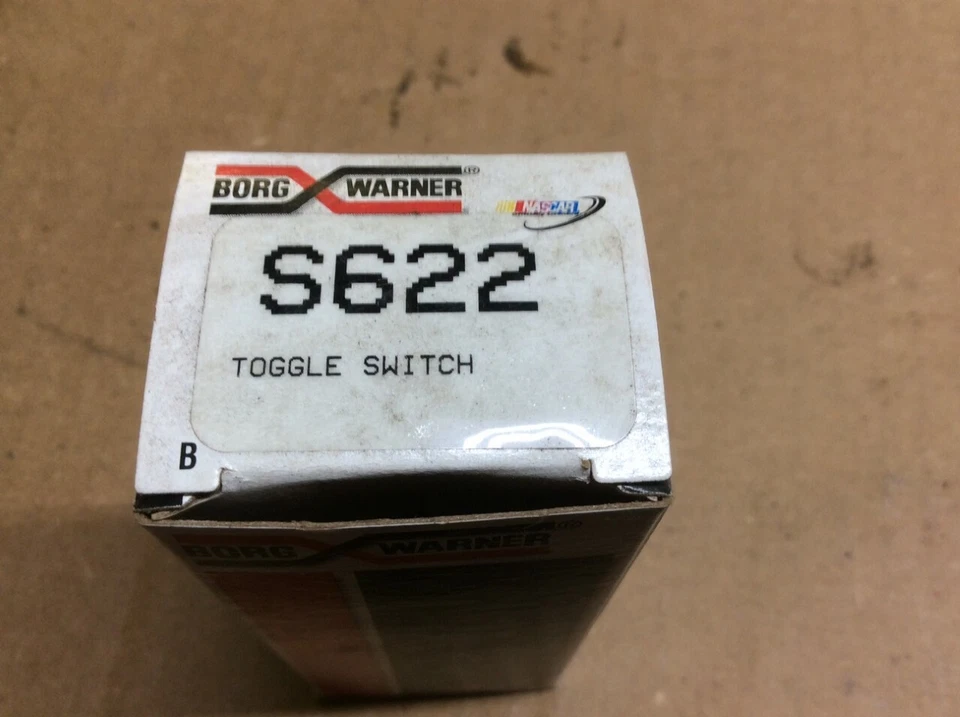 BORG WARNER
NASCAR
S622
TOGGLE SWITCH
B
BORG WARNER